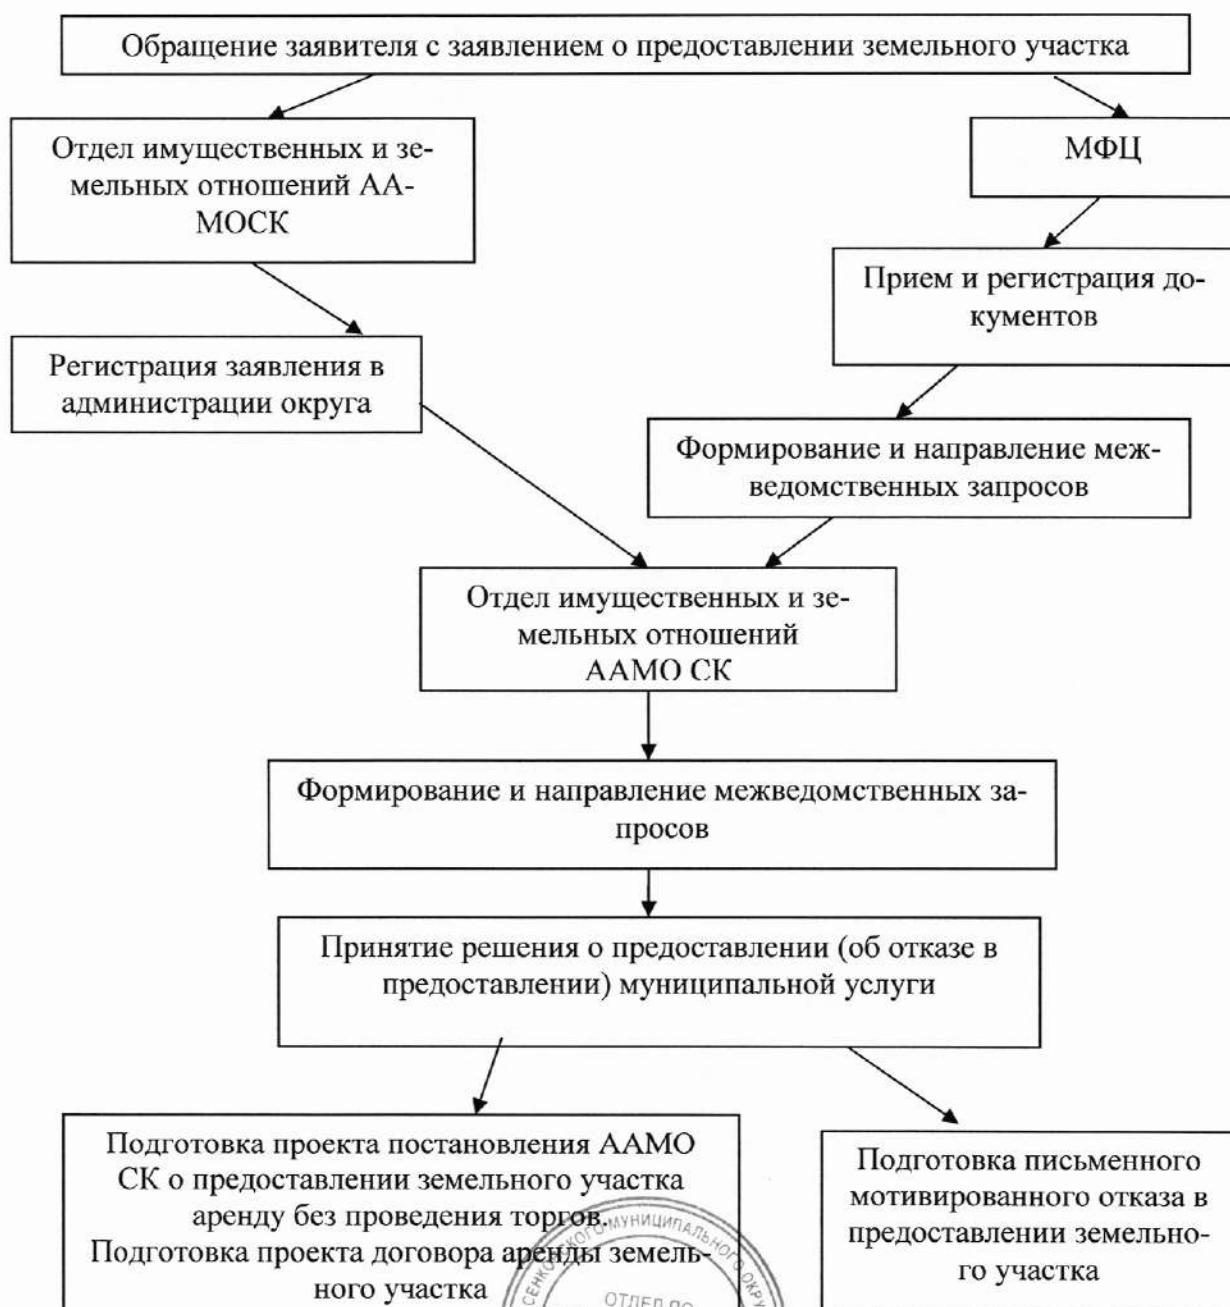 Обращение заявителя с заявлением о предоставлении земельного участка
Отдел имущественных и зе-
мельных отношений АА-
МОСК
МФЦ
Прием и регистрация до-
кументов
Регистрация заявления в
администрации округа
Формирование и направление меж-
ведомственных запросов
Отдел имущественных и зе-
мельных отношений
ААМО СК
Формирование и направление межведомственных за-
просов
Принятие решения о предоставлении (об отказе в
предоставлении) муниципальной услуги
Подготовка проекта постановления ААМО
СК о предоставлении земельного участка
аренду без проведения торгов.
Подготовка проекта договора аренды земель-
ного участка
Подготовка письменного
мотивированного отказа в
предоставлении земельно-
го участка
МУНИЦИПАЛЬНОГО
ОТДЕЛ ПО